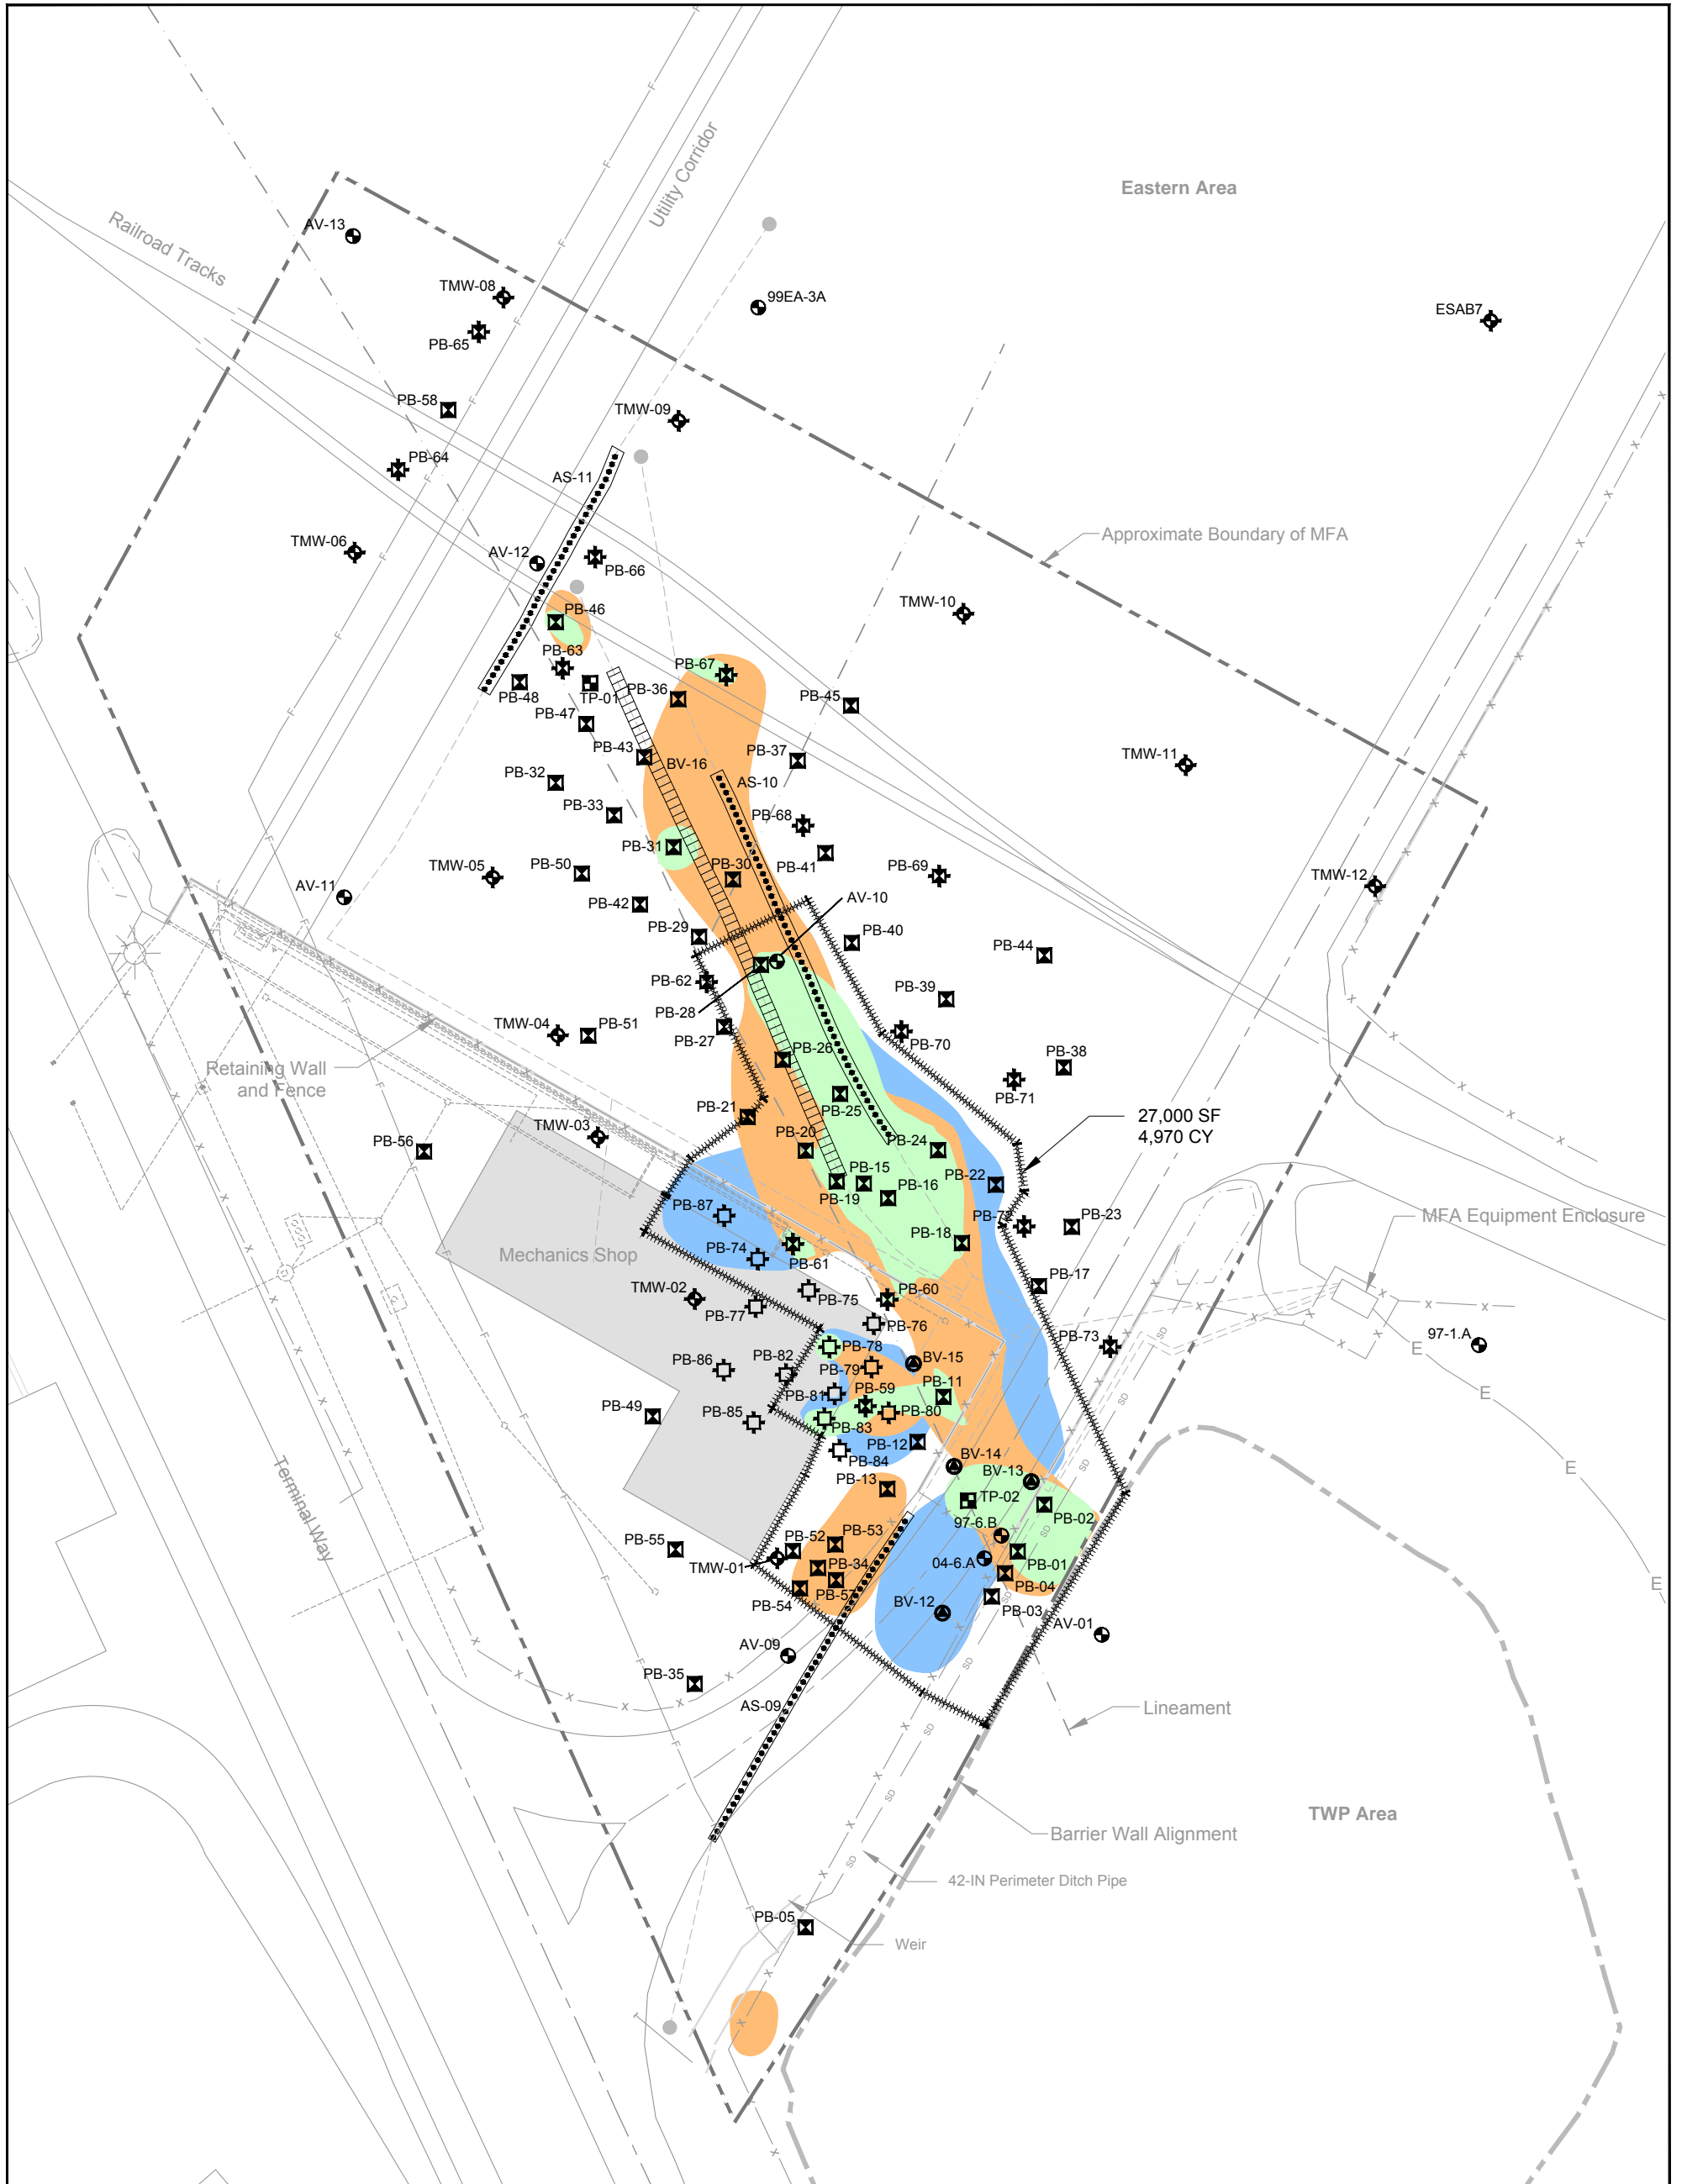 Eastern Area
Utility Corridor
Railroad Tracks
AV-13
TMW-08
99EA-3A
ESAB7
PB-65
PB-58
TMW-09
PB-64
AS-11
Approximate Boundary of MFA
TMW-06
AV-12
PB-66
PB-46
TMW-10
PB-63
PB-67
PB-48
TP-01
PB-36
PB-45
PB-47
PB-43
BV-16
PB-37
TMW-11
PB-32
AS-10
PB-33
PB-68
PB-31
PB-41
TMW-05
PB-50
PB-30
PB-69
TMW-12
AV-11
PB-42
AV-10
PB-29
PB-40
PB-44
PB-62
PB-39
PB-28
TMW-04
PB-51
PB-27
PB-70
PB-26
PB-38
Retaining Wall
and Fence
PB-71
PB-25
PB-21
27,000 SF
4,970 CY
TMW-03
PB-56
PB-20
PB-24
PB-15
PB-22
PB-19
PB-16
PB-87
PB-23
MFA Equipment Enclosure
PB-18
Mechanics Shop
PB-74
PB-61
TMW-02
PB-75
PB-60
PB-17
PB-77
PB-76
PB-73
97-1.A
PB-78
BV-15
PB-86
PB-82
PB-79
PB-81
PB-59
PB-11
PB-49
PB-85
PB-80
PB-83
PB-12
PB-84
BV-14
BV-13
PB-13
TP-02
PB-02
Terminal Way
97-6.B
PB-55
PB-52
PB-53
04-6.A
PB-01
TMW-01
PB-34
PB-04
PB-57
PB-54
BV-12
PB-03
AV-01
AV-09
PB-35
AS-09
Lineament
TWP Area
Barrier Wall Alignment
42-IN Perimeter Ditch Pipe
PB-05
Weir